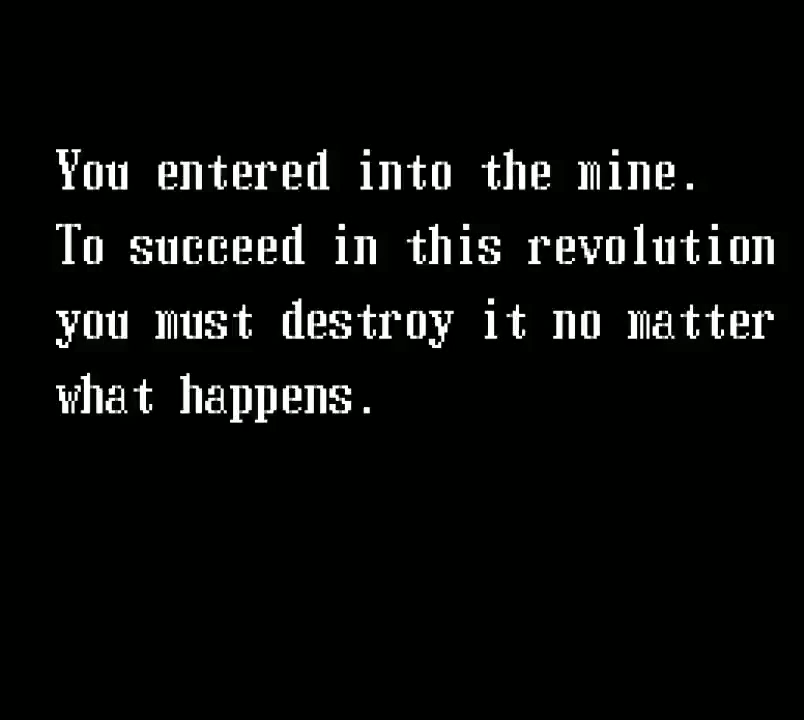 You entered into the mine.
To succeed in this revolution
you must destroy it no matter
what happens.